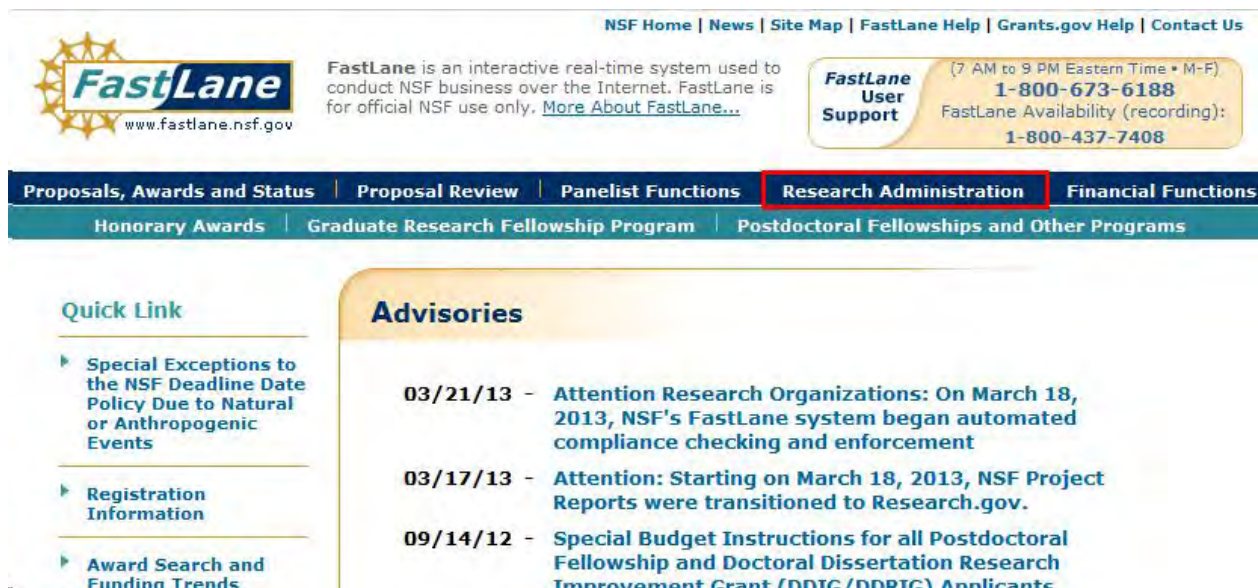 NSF Home | News | Site Map | FastLane Help | Grants.gov Help | Contact Us
FastLane
www.fastlane.nsf.gov
FastLane is an interactive real-time system used to
conduct NSF business over the Internet. FastLane is
for official NSF use only. More About FastLane...
FastLane
User
Support
(7 AM to 9 PM Eastern Time • M-F)
1-800-673-6188
FastLane Availability (recording):
1-800-437-7408
Proposals, Awards and Status | Proposal Review | Panelist Functions Research Administration Financial Functions
Honorary Awards | Graduate Research Fellowship Program | Postdoctoral Fellowships and Other Programs
Quick Link
Special Exceptions to
the NSF Deadline Date
Policy Due to Natural
or Anthropogenic
Events
Registration
Information
Award Search and
Funding Trends
Advisories
03/21/13 - Attention Research Organizations: On March 18,
2013, NSF's FastLane system began automated
compliance checking and enforcement
03/17/13 - Attention: Starting on March 18, 2013, NSF Project
Reports were transitioned to Research.gov.
09/14/12 - Special Budget Instructions for all Postdoctoral
Fellowship and Doctoral Dissertation Research
Improvement Grant (DDIG/DDRIG) Applicants